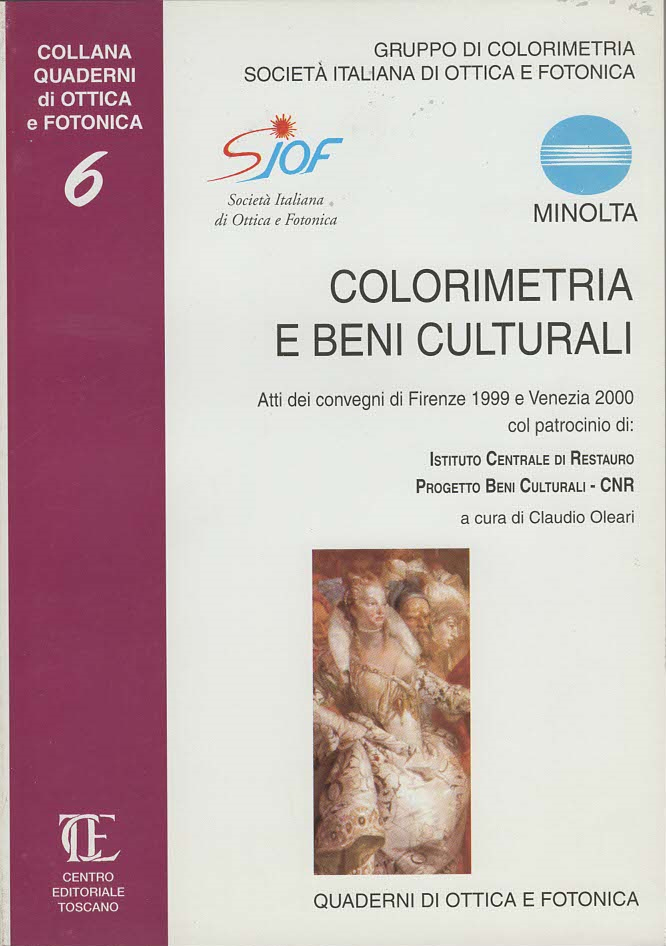 COLLANA
QUADERNI
di OTTICA
e FOTONICA
6
GRUPPO DI COLORIMETRIA
SOCIETÀ ITALIANA DI OTTICA E FOTONICA
SIOF
Società Italiana
di Ottica e Fotonica
MINOLTA
COLORIMETRIA
E BENI CULTURALI
Atti dei convegni di Firenze 1999 e Venezia 2000
col patrocinio di:
ISTITUTO CENTRALE DI RESTAURO
PROGETTO BENI CULTURALI - CNR
a cura di Claudio Oleari
CE
CENTRO
EDITORIALE
TOSCANO
QUADERNI DI OTTICA E FOTONICA